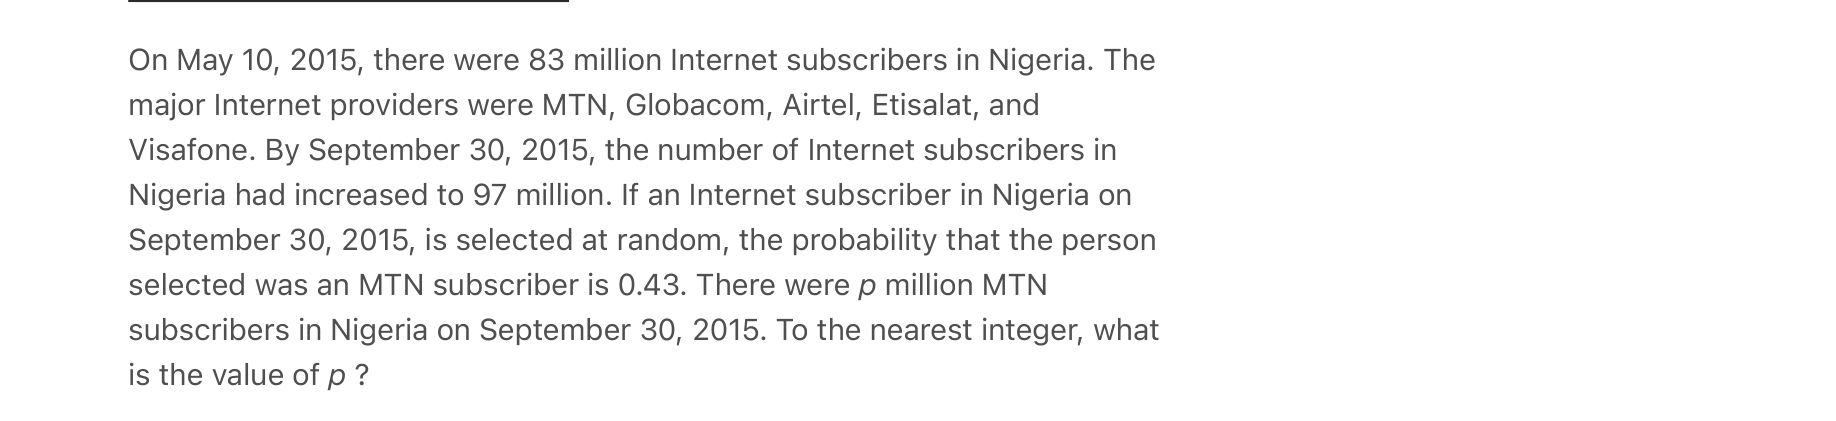 On May 10, 2015, there were 83 million Internet subscribers in Nigeria. The
major Internet providers were MTN, Globacom, Airtel, Etisalat, and
Visafone. By September 30, 2015, the number of Internet subscribers in
Nigeria had increased to 97 million. If an Internet subscriber in Nigeria on
September 30, 2015, is selected at random, the probability that the person
selected was an MTN subscriber is 0.43. There were p million MTN
subscribers in Nigeria on September 30, 2015. To the nearest integer, what
is the value of p ?